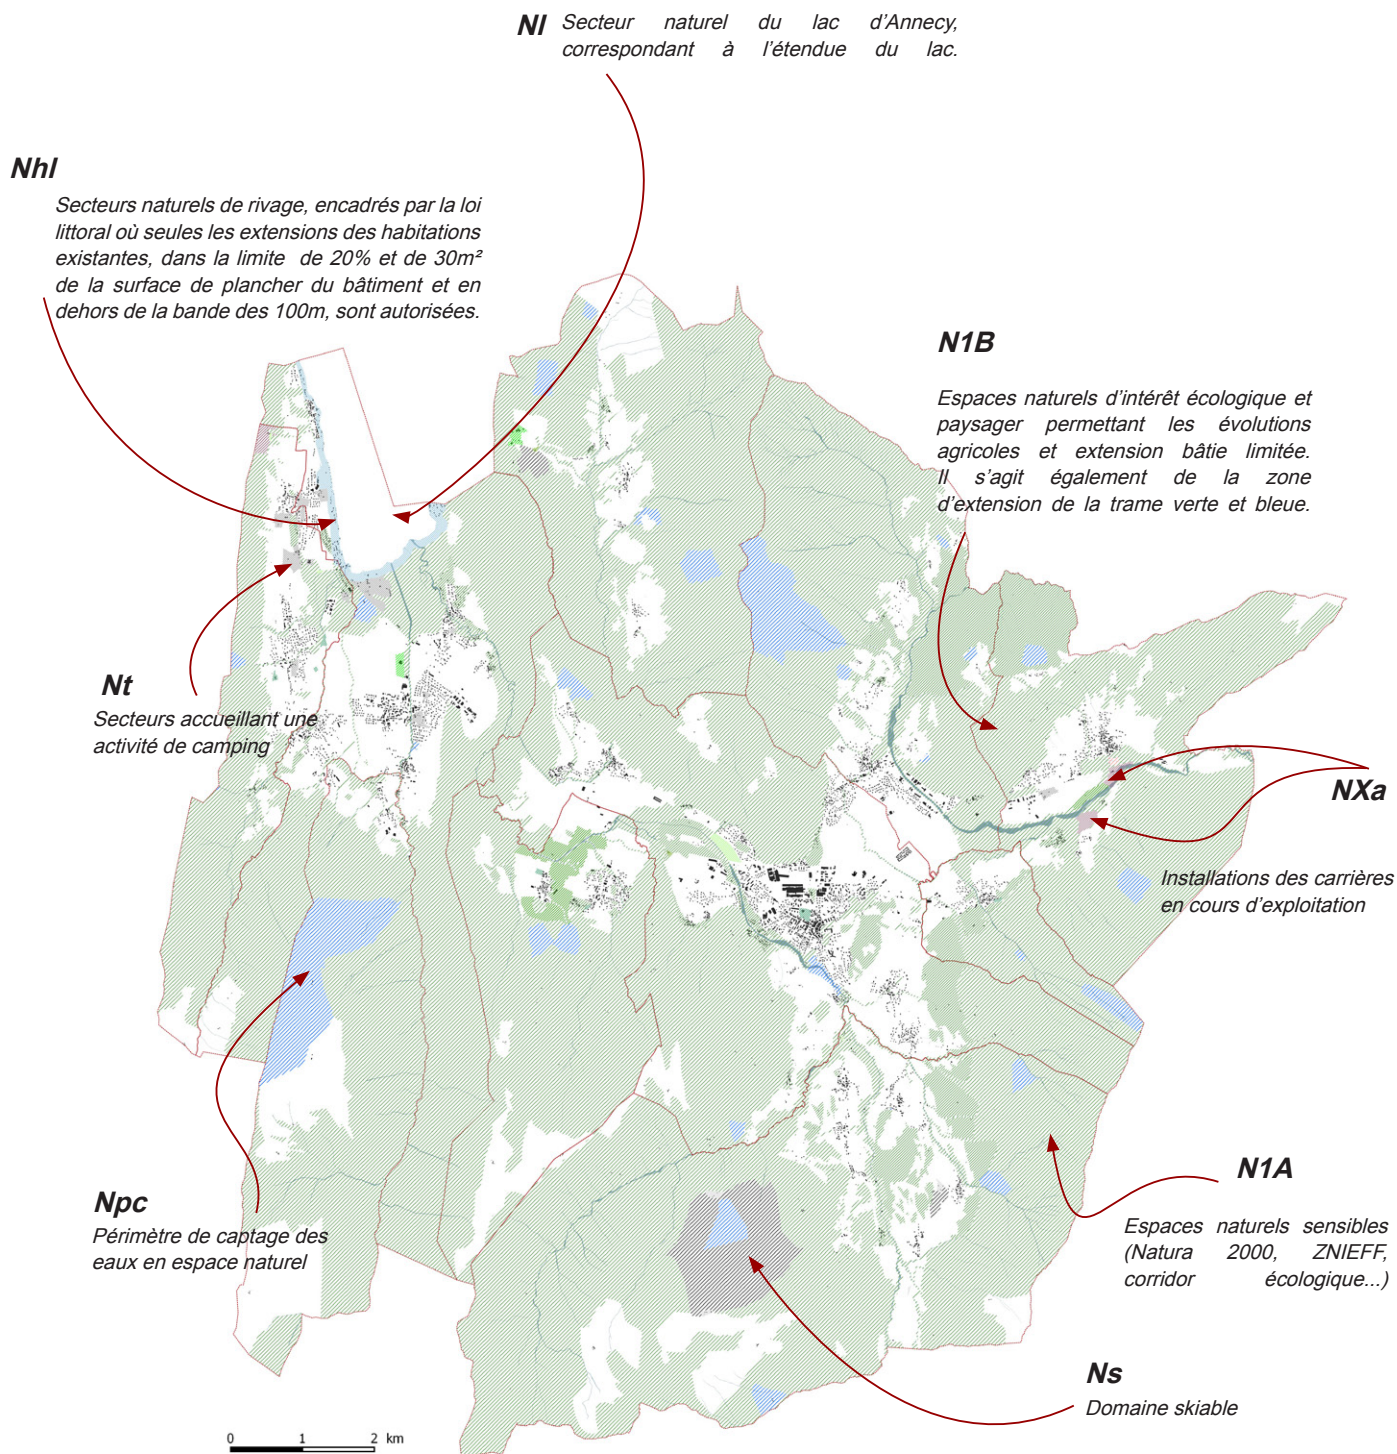 Nl Secteur naturel du lac d'Annecy,
correspondant à l'étendue du lac.
Nhl
Secteurs naturels de rivage, encadrés par la loi
littoral où seules les extensions des habitations
existantes, dans la limite de 20% et de 30m²
de la surface de plancher du bâtiment et en
dehors de la bande des 100m, sont autorisées.
N1B
Espaces naturels d'intérêt écologique et
paysager permettant les évolutions
agricoles et extension bâtie limitée.
Il s'agit également de la zone
d'extension de la trame verte et bleue.
Nt
Secteurs accueillant une
activité de camping
NXa
Installations des carrières
en cours d'exploitation
Npc
Périmètre de captage des
eaux en espace naturel
N1A
Espaces naturels sensibles
(Natura 2000, ZNIEFF,
corridor écologique...)
Ns
Domaine skiable
0 1 2 km